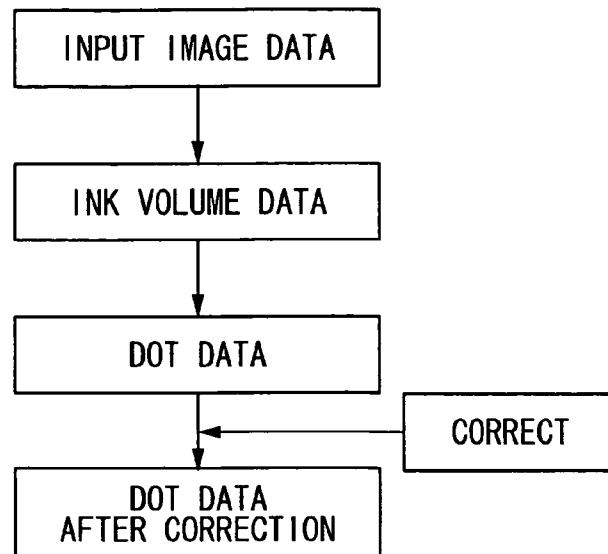 INPUT IMAGE DATA
INK VOLUME DATA
DOT DATA
CORRECT
DOT DATA
AFTER CORRECTION